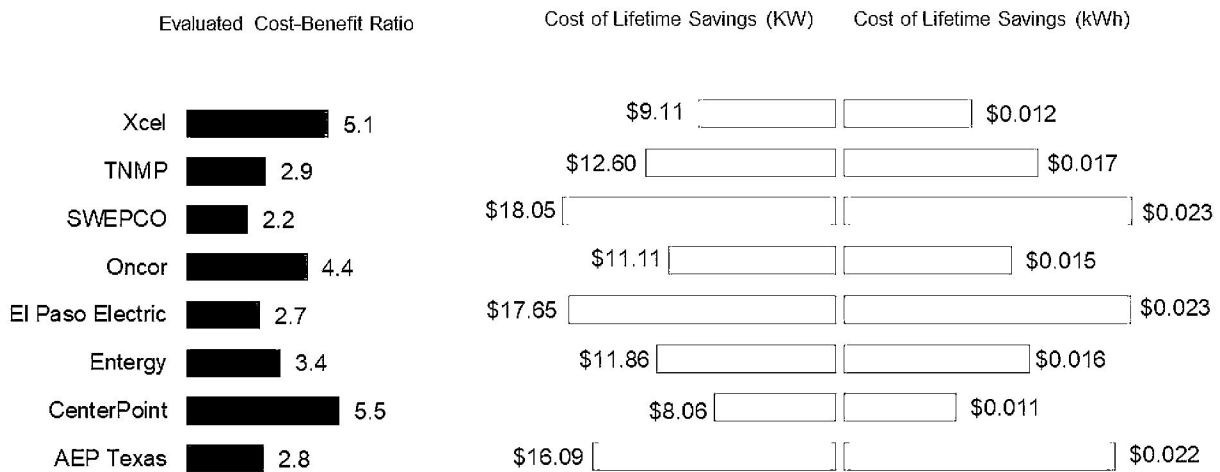 Evaluated Cost-Benefit Ratio Cost of Lifetime Savings (KW) Cost of Lifetime Savings (kWh)
Xcel 5.1 $9.11 $0.012
TNMP 2.9 $12.60 $0.017
SWEPCO 2.2 $18.05 $0.023
Oncor 4.4 $11.11 $0.015
El Paso Electric 2.7 $17.65 $0.023
Entergy 3.4 $11.86 $0.016
CenterPoint 5.5 $8.06 $0.011
AEP Texas 2.8 $16.09 $0.022